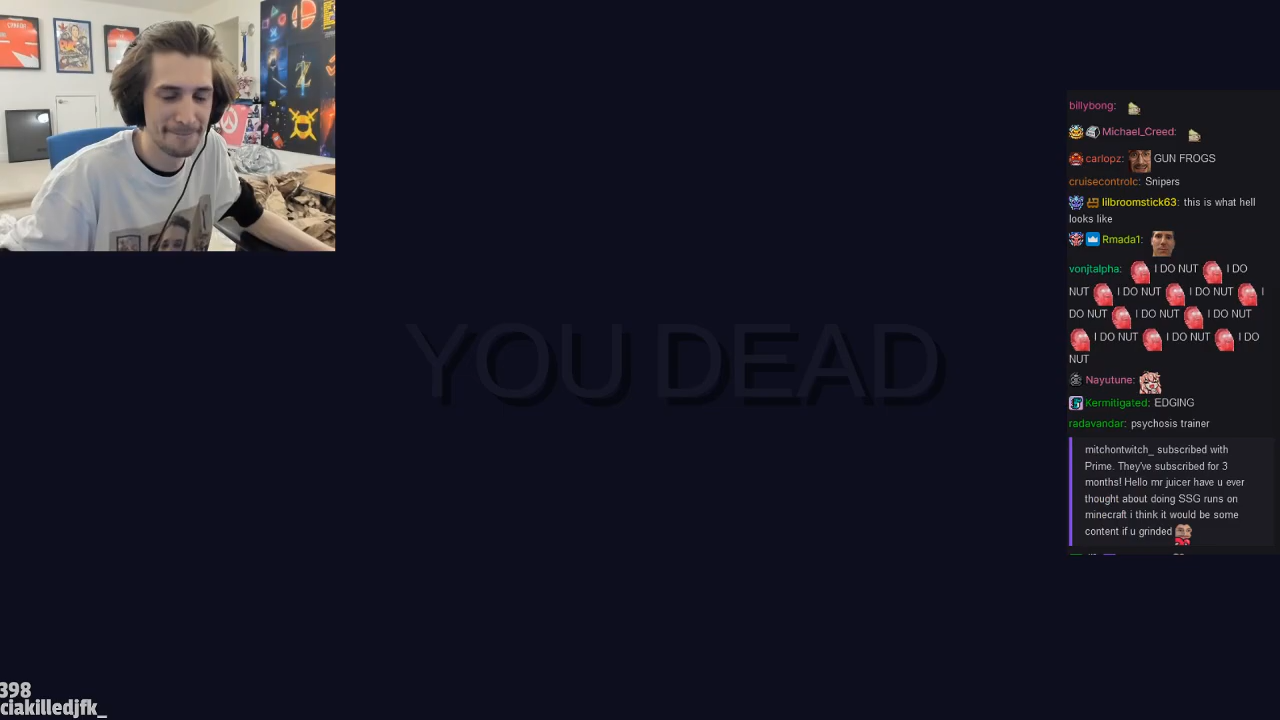 YOU DEAD
billybong:
Michael_Creed:
carlopz: GUN FROGS
cruisecontrolc: Snipers
lilbroomstick63: this is what hell
looks like
Rmada1:
vonjtalpha: I DO NUT I DO
NUT I DO NUT I DO NUT I
DO NUT I DO NUT I DO NUT
I DO NUT I DO NUT I DO
NUT
Nayutune:
Kermitigated: EDGING
radavandar: psychosis trainer
mitchontwitch_ subscribed with
Prime. They've subscribed for 3
months! Hello mr juicer have u ever
thought about doing SSG runs on
minecraft i think it would be some
content if u grinded
398
ciakilledjfk_